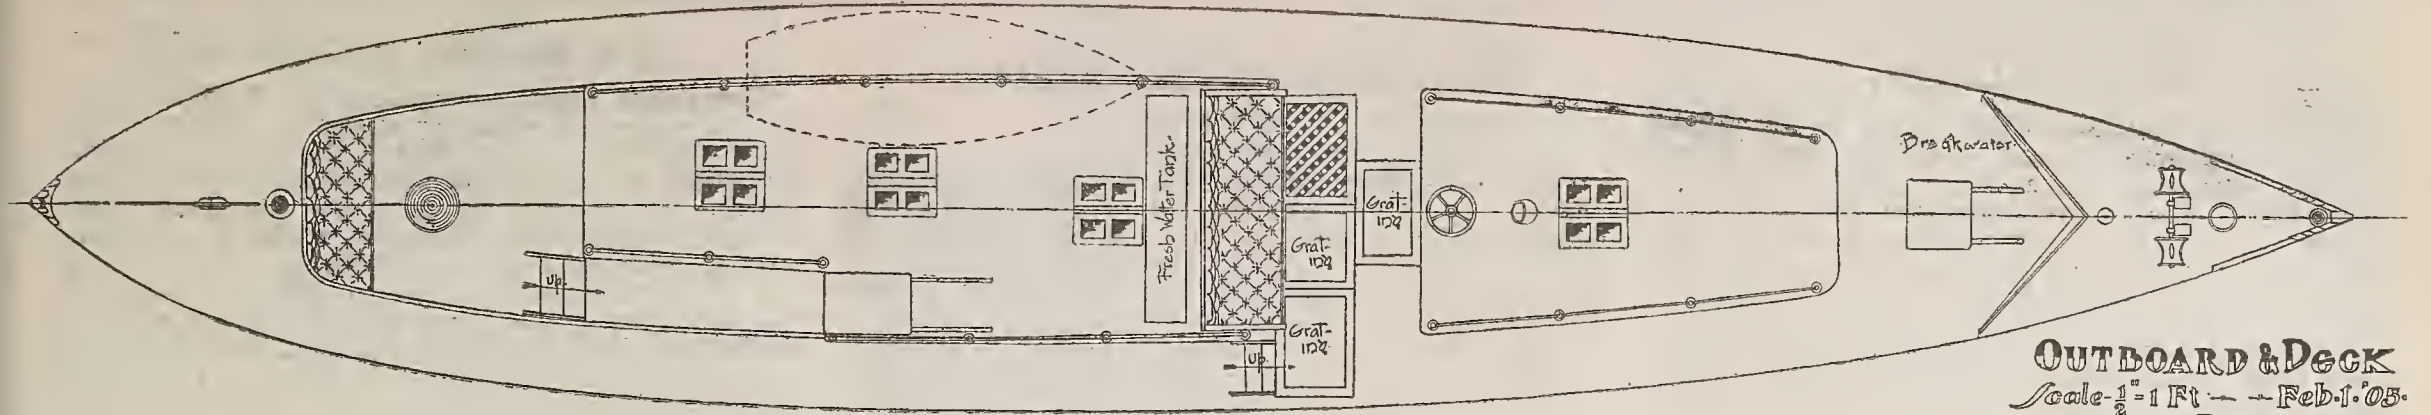 Fresh Water Tank.
Breakwater.
Grat-
ing
Grat-
ing
Grat-
ing
up.
up.
OUTBOARD & DECK
Scale-½"=1 Ft — — Feb.1.'05.